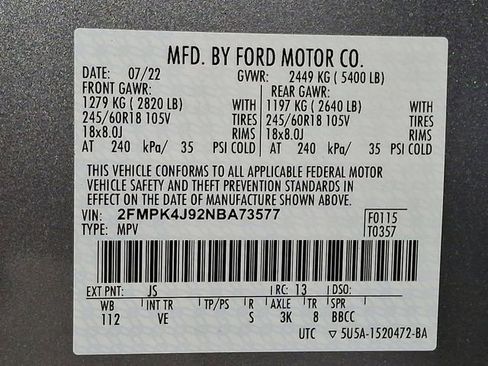 MFD. BY FORD MOTOR CO.
DATE: 07/22 GVWR: 2449 KG ( 5400 LB)
FRONT GAWR: REAR GAWR:
1279 KG ( 2820 LB) WITH 1197 KG ( 2640 LB) WITH
245/60R18 105V TIRES 245/60R18 105V TIRES
18x8.0J RIMS 18x8.0J RIMS
AT 240 kPa/ 35 PSI COLD AT 240 kPa/ 35 PSI COLD
THIS VEHICLE CONFORMS TO ALL APPLICABLE FEDERAL MOTOR
VEHICLE SAFETY AND THEFT PREVENTION STANDARDS IN
EFFECT ON THE DATE OF MANUFACTURE SHOWN ABOVE.
VIN: 2FMPK4J92NBA73577 F0115
TYPE: MPV T0357
EXT PNT: JS RC: 13 DSO:
WB INT TR TP/PS R AXLE TR SPR
112 VE S 3K 8 BBCC
UTC ▽ 5U5A-1520472-BA